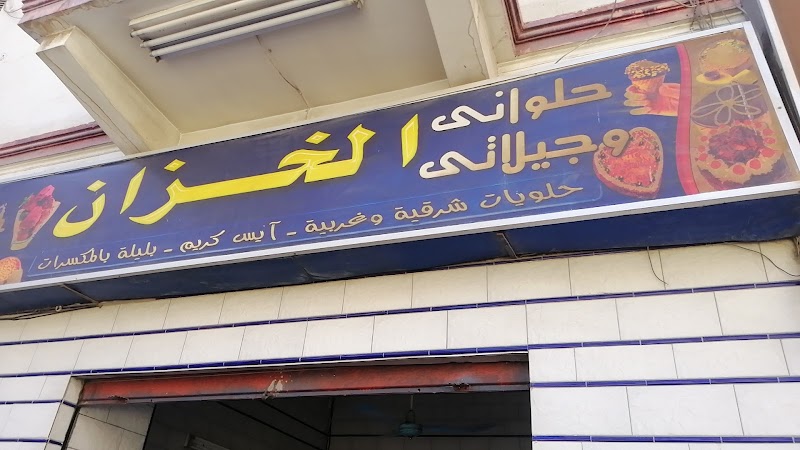 حلوانى
وجيلاتى
الخزان
حلويات شرقية وغربية - آيس كريم - بليلة بالمكسرات